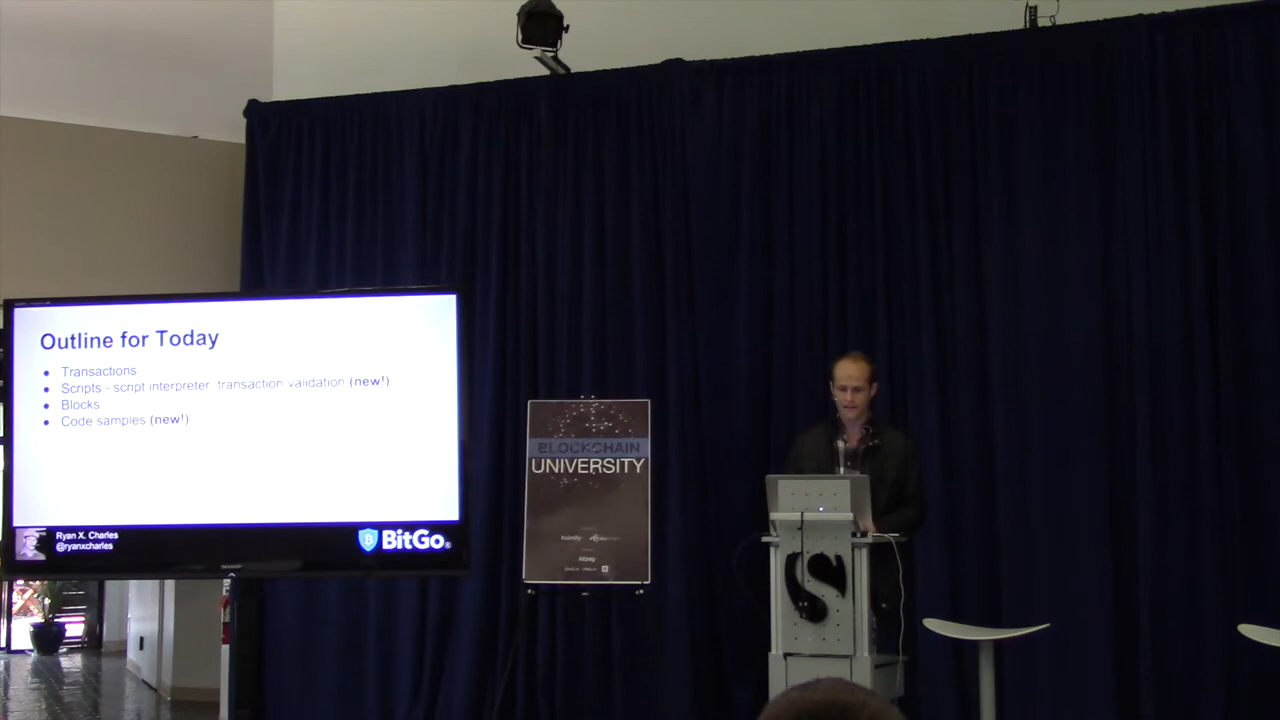 Outline for Today
● Transactions
● Scripts - script interpreter, transaction validation (new!)
● Blocks
● Code samples (new!)
Ryan X. Charles
@ryanxcharles
BitGo®
BLOCKCHAIN
UNIVERSITY
S